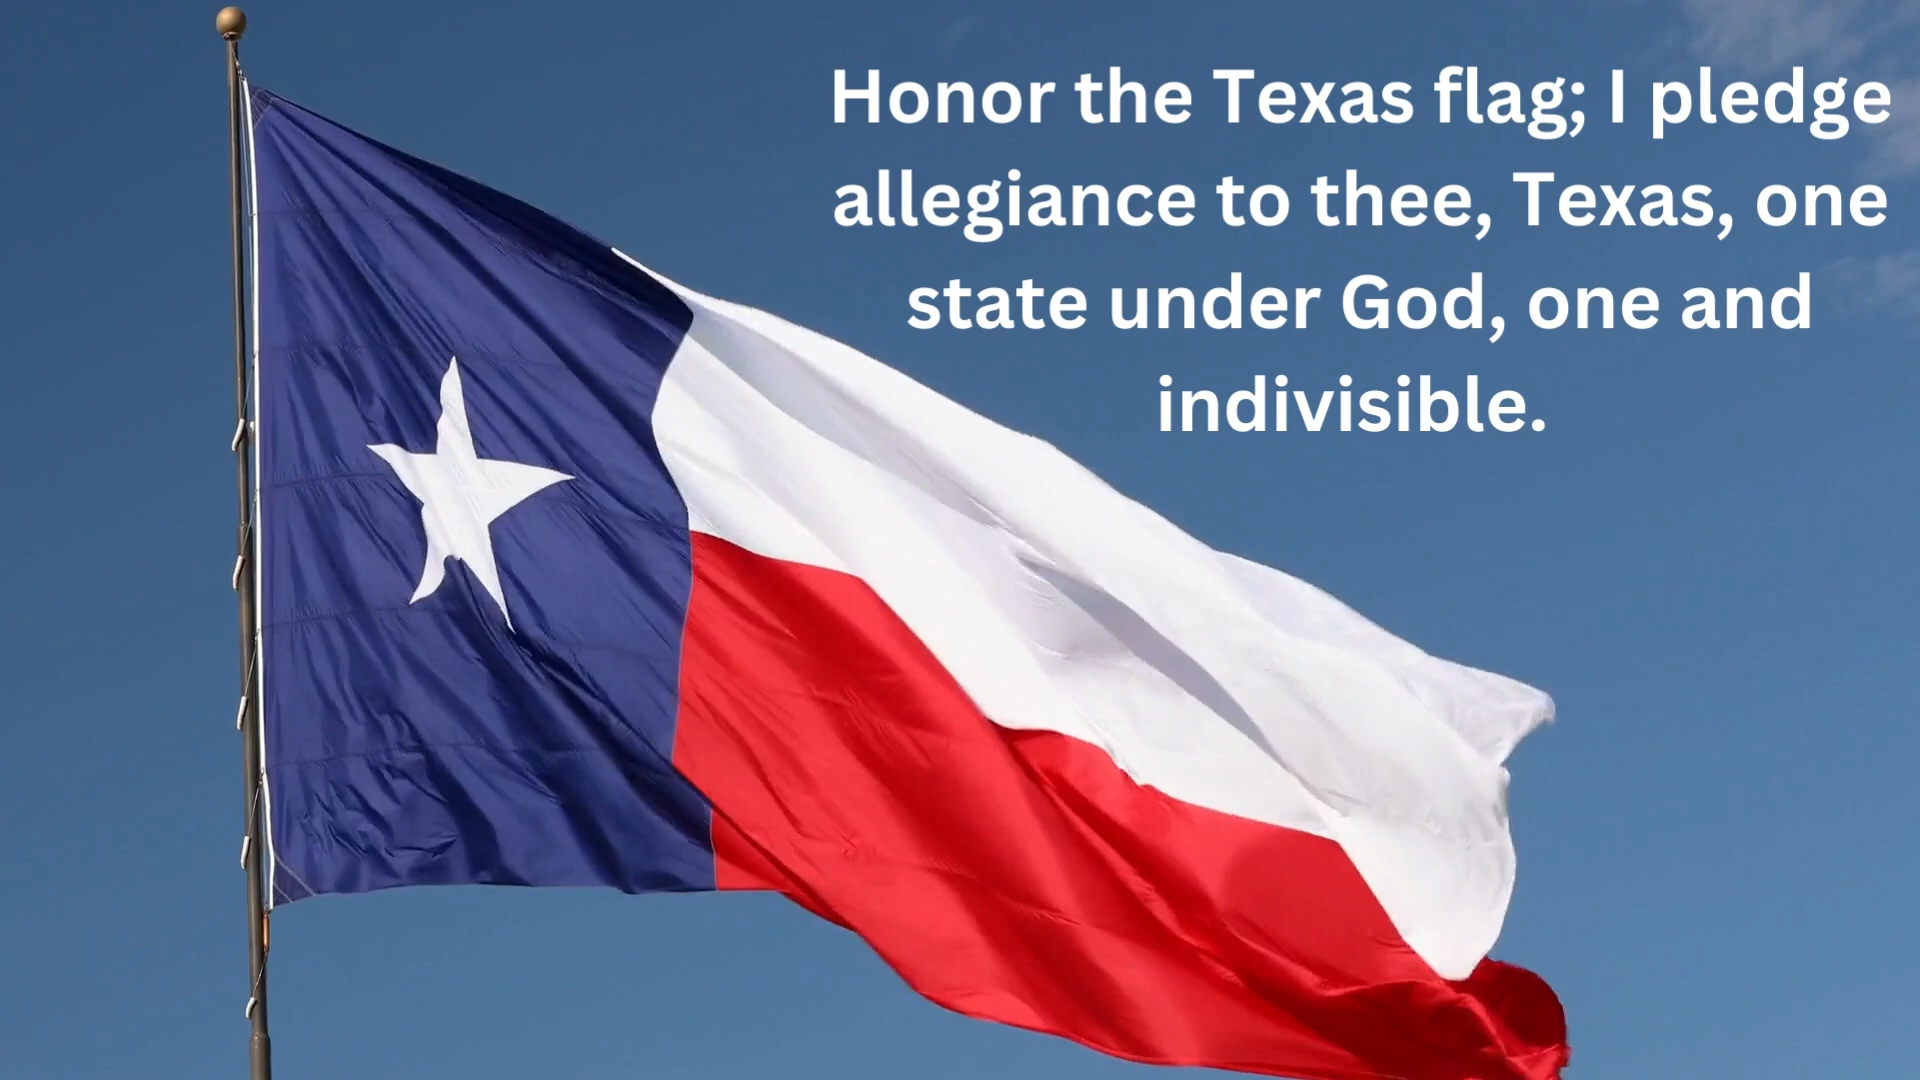 Honor the Texas flag; I pledge
allegiance to thee, Texas, one
state under God, one and
indivisible.